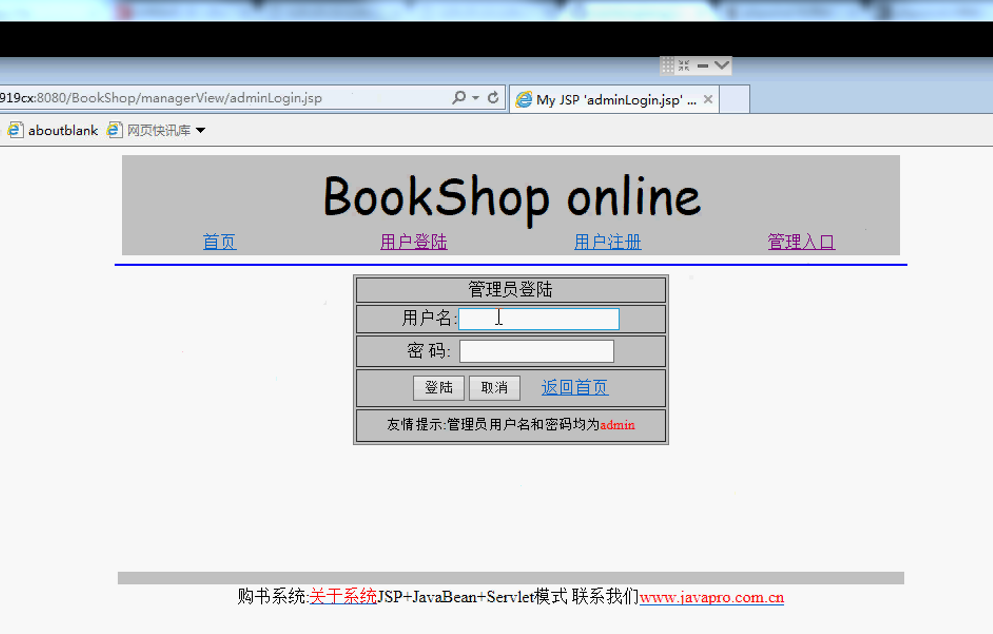 919cx:8080/BookShop/managerView/adminLogin.jsp
My JSP 'adminLogin.jsp' ...
aboutblank 网页快讯库
BookShop online
首页 用户登陆 用户注册 管理入口
管理员登陆
用户名:
密 码:
登陆 取消 返回首页
友情提示:管理员用户名和密码均为admin
购书系统:关于系统JSP+JavaBean+Servlet模式 联系我们www.javapro.com.cn